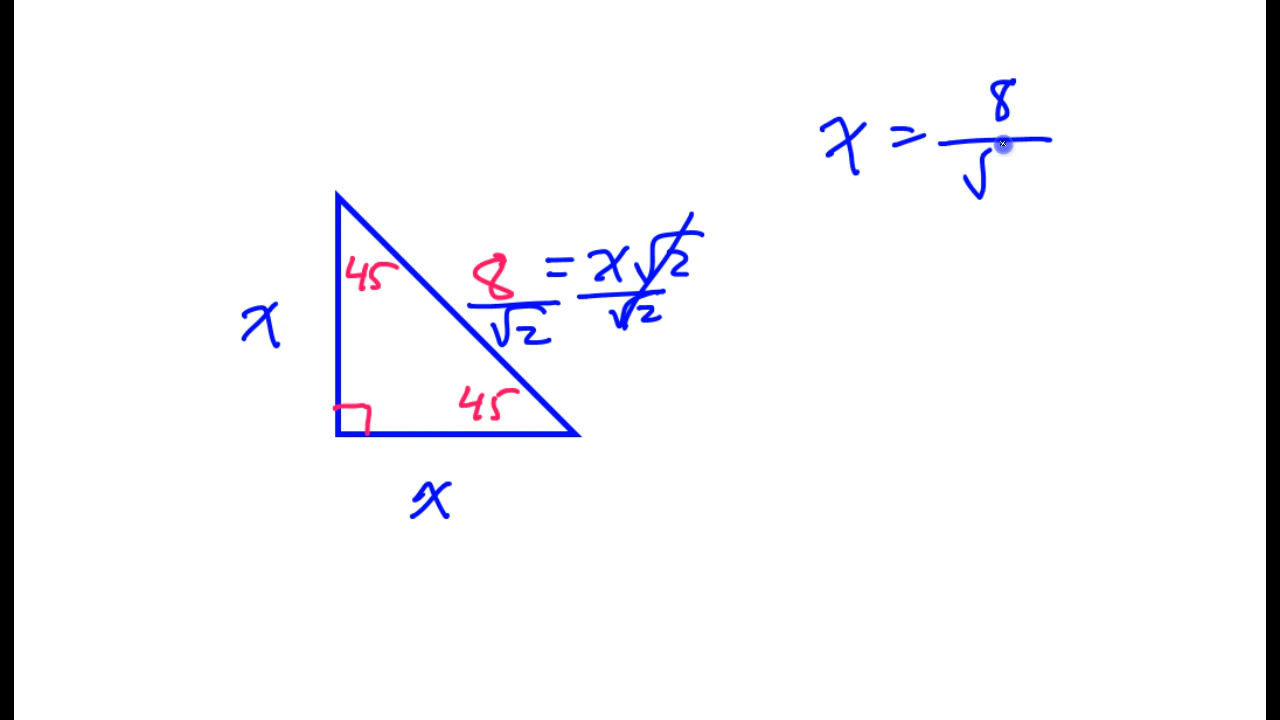 x = 8/√
45
8/√2 = x√2/√2
x
45
x